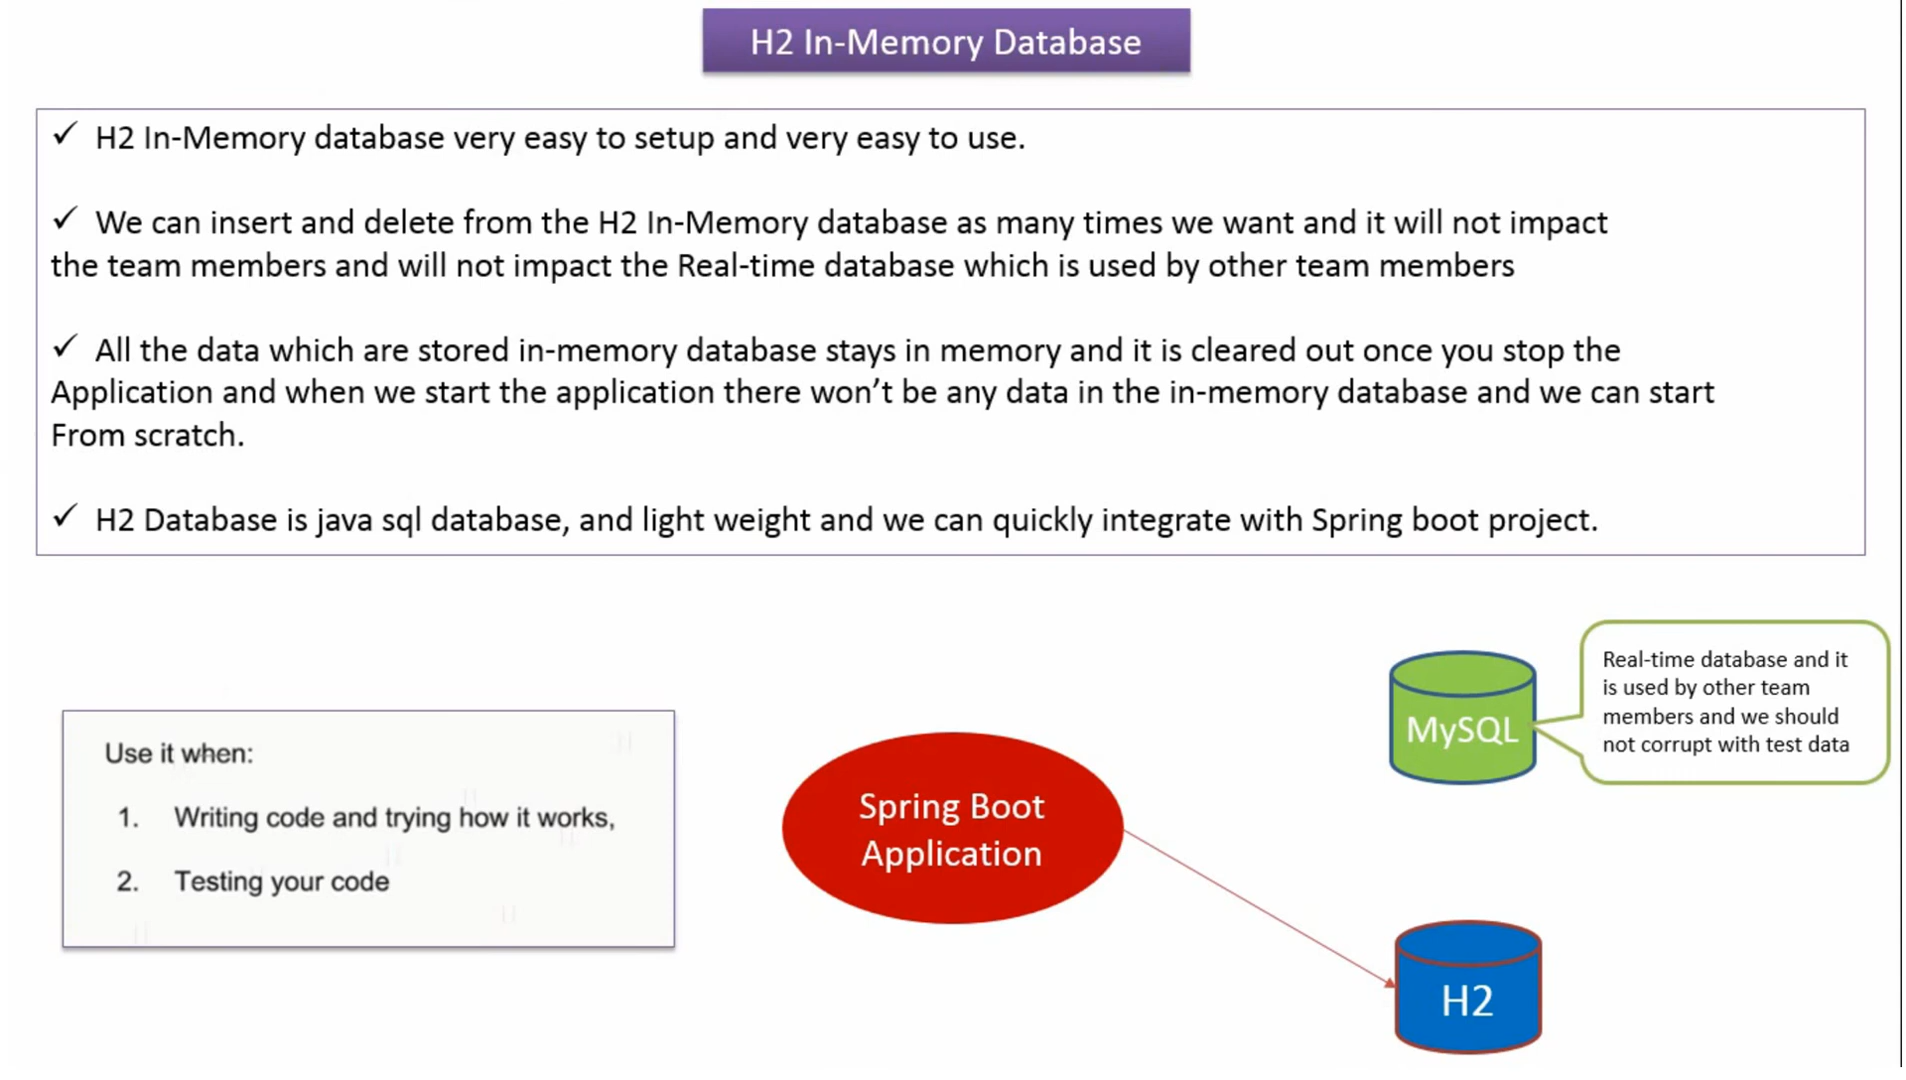 H2 In-Memory Database
✓ H2 In-Memory database very easy to setup and very easy to use.
✓ We can insert and delete from the H2 In-Memory database as many times we want and it will not impact
the team members and will not impact the Real-time database which is used by other team members
✓ All the data which are stored in-memory database stays in memory and it is cleared out once you stop the
Application and when we start the application there won't be any data in the in-memory database and we can start
From scratch.
✓ H2 Database is java sql database, and light weight and we can quickly integrate with Spring boot project.
Use it when:
1. Writing code and trying how it works,
2. Testing your code
Spring Boot
Application
MySQL
Real-time database and it
is used by other team
members and we should
not corrupt with test data
H2